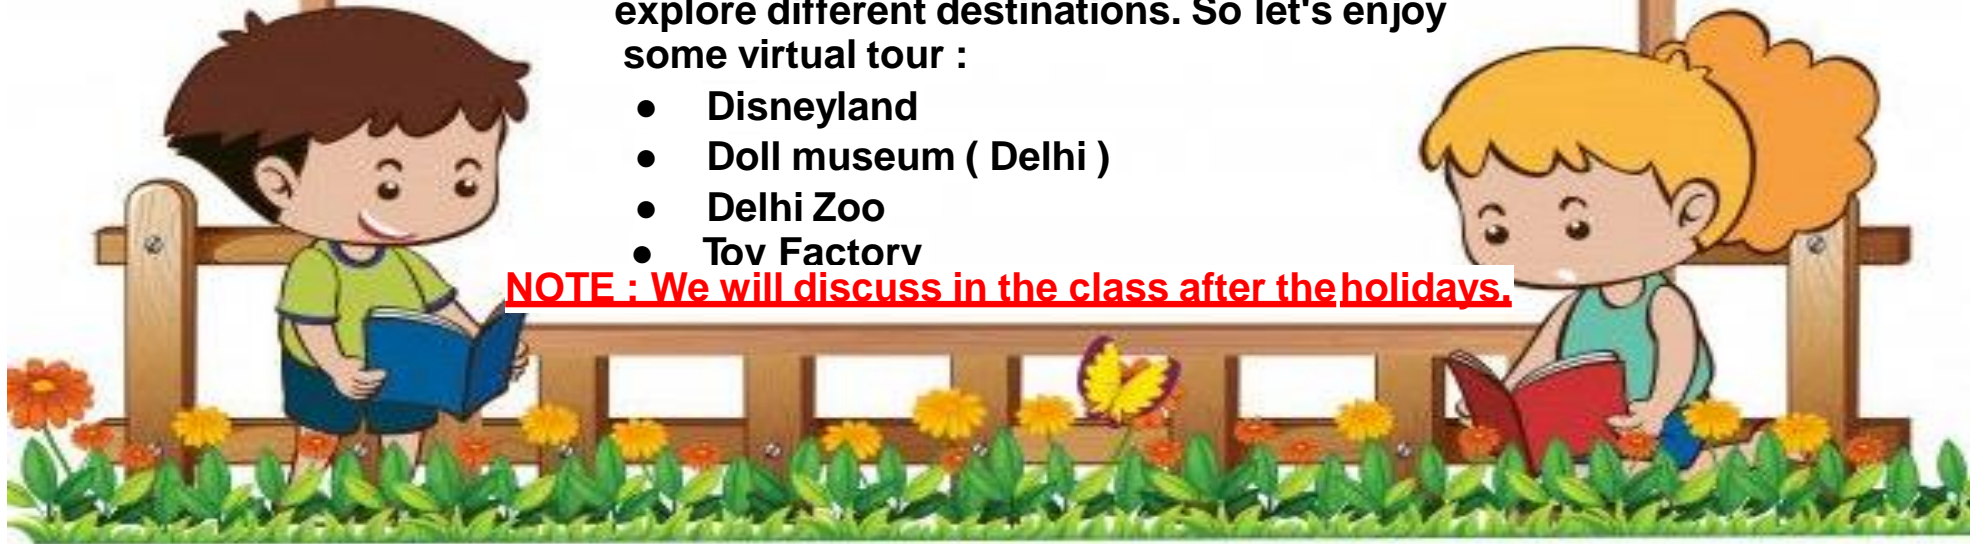 explore different destinations. So let's enjoy
some virtual tour :
● Disneyland
● Doll museum ( Delhi )
● Delhi Zoo
● Toy Factory
NOTE : We will discuss in the class after the holidays.